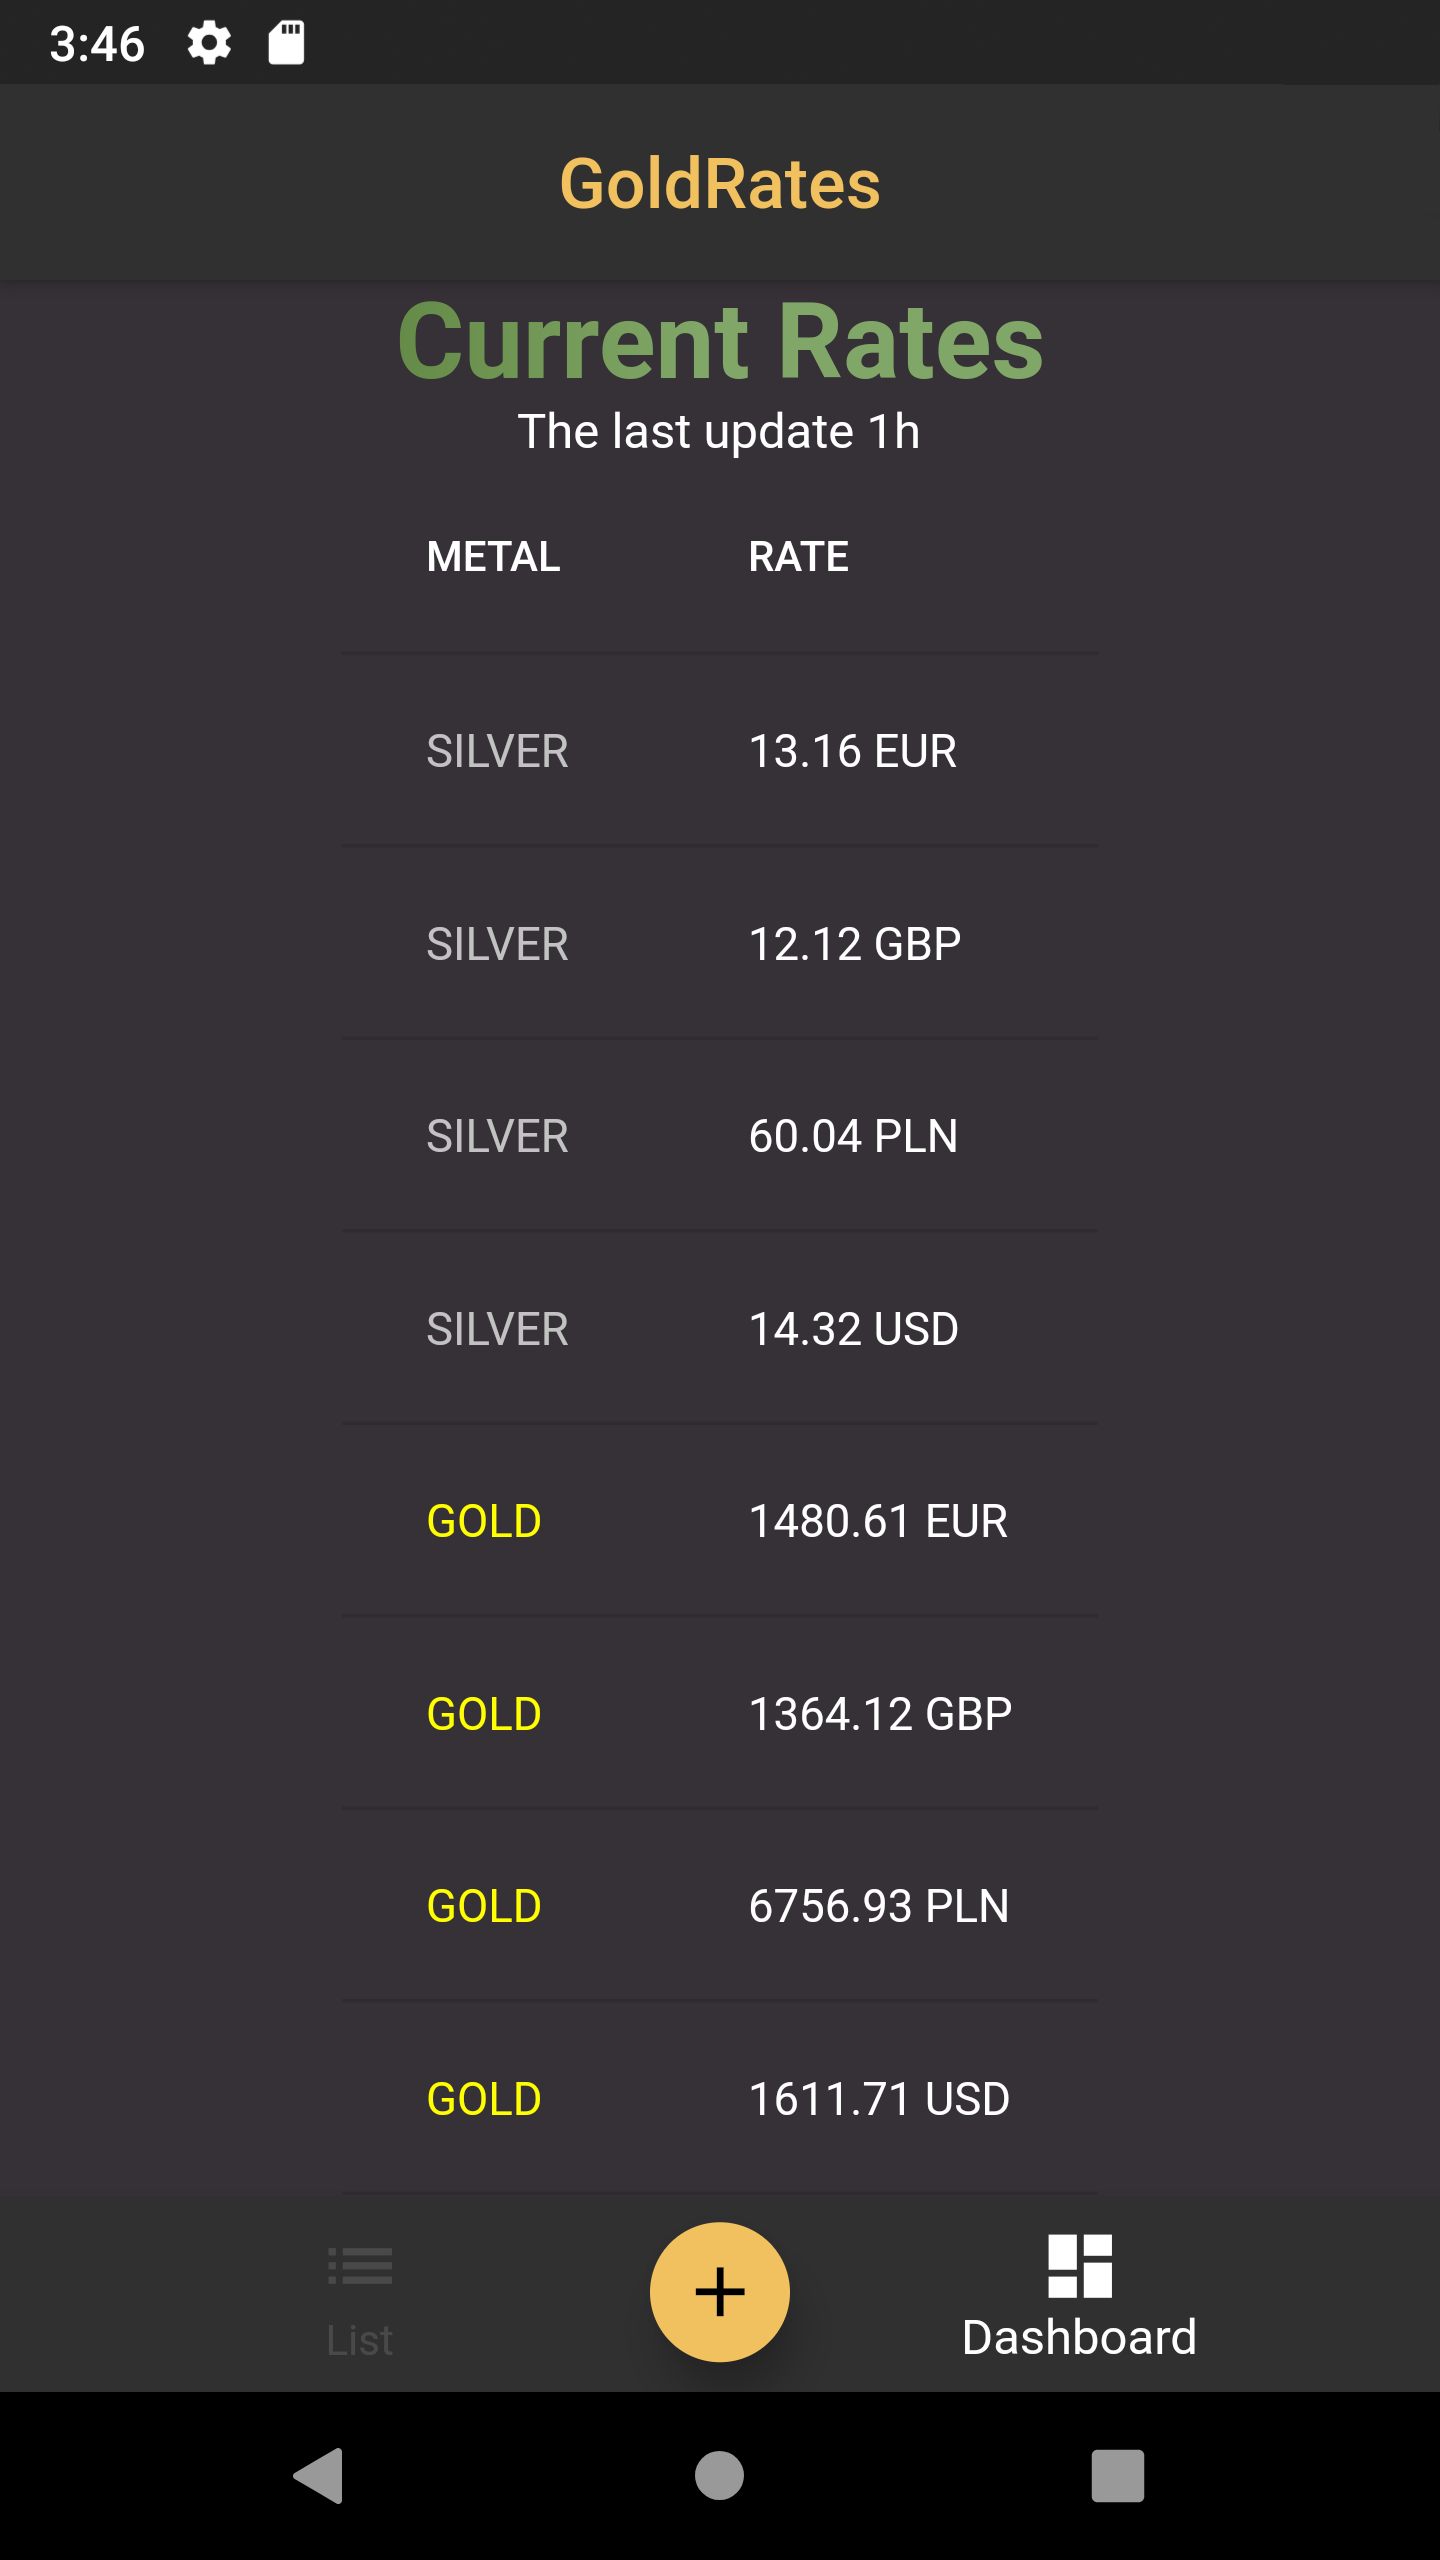 3:46
GoldRates
Current Rates
The last update 1h
METAL RATE
SILVER 13.16 EUR
SILVER 12.12 GBP
SILVER 60.04 PLN
SILVER 14.32 USD
GOLD 1480.61 EUR
GOLD 1364.12 GBP
GOLD 6756.93 PLN
GOLD 1611.71 USD
List Dashboard